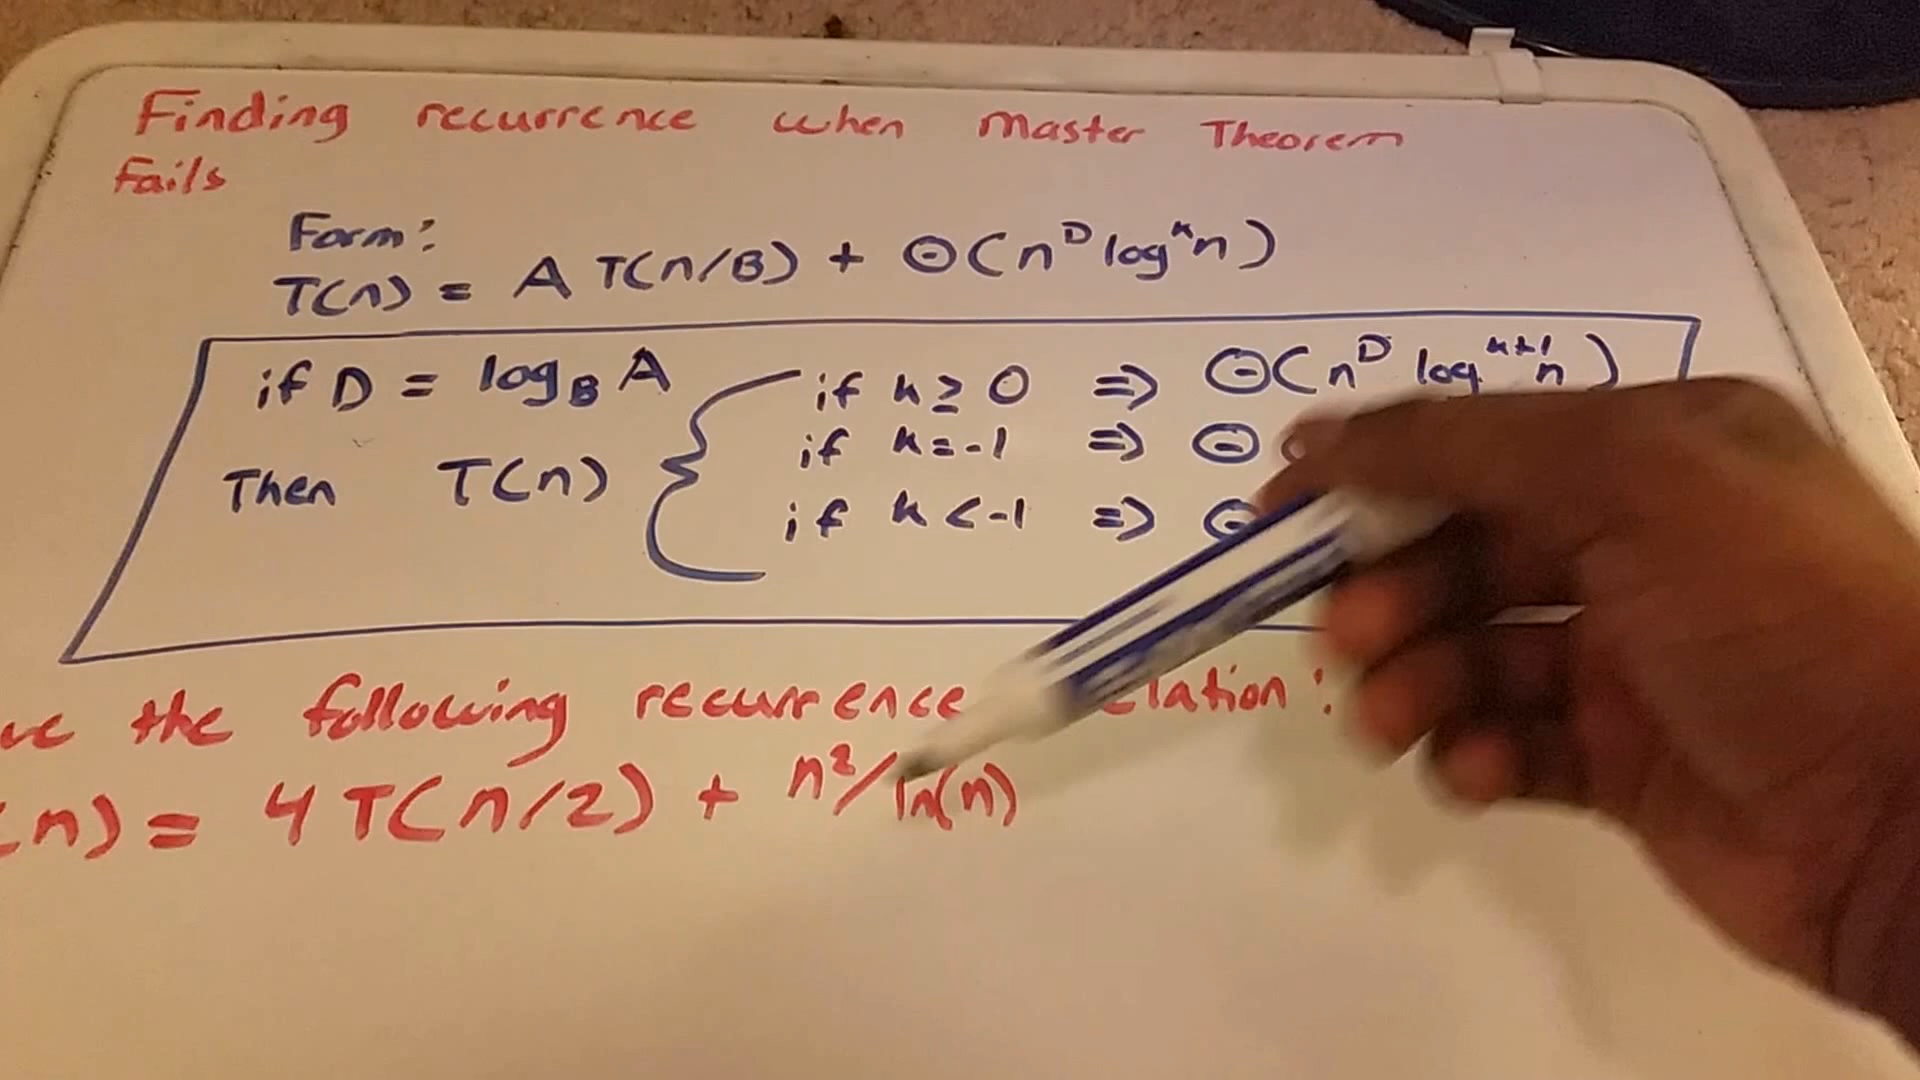 Finding recurrence when Master Theorem
Fails
Form:
T(n) = A T(n/B) + Θ(n^D log^k n)
if D = log_B A
Then T(n)
if k ≥ 0 => Θ(n^D log^k+1 n)
if k = -1 => Θ
if k < -1 => Θ
the following recurrence
(n) = 4T(n/2) + n²/ln(n)